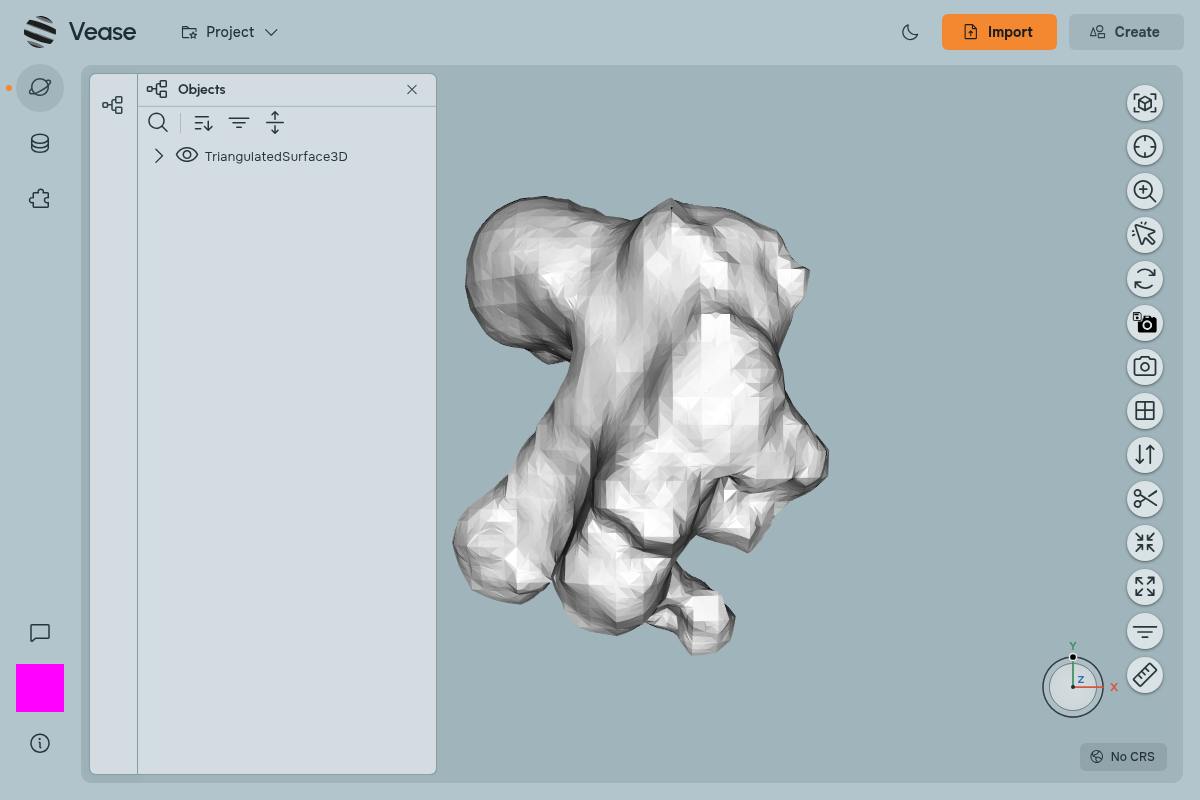 Vease
Project
Import
Create
Objects
TriangulatedSurface3D
Y
Z
X
No CRS